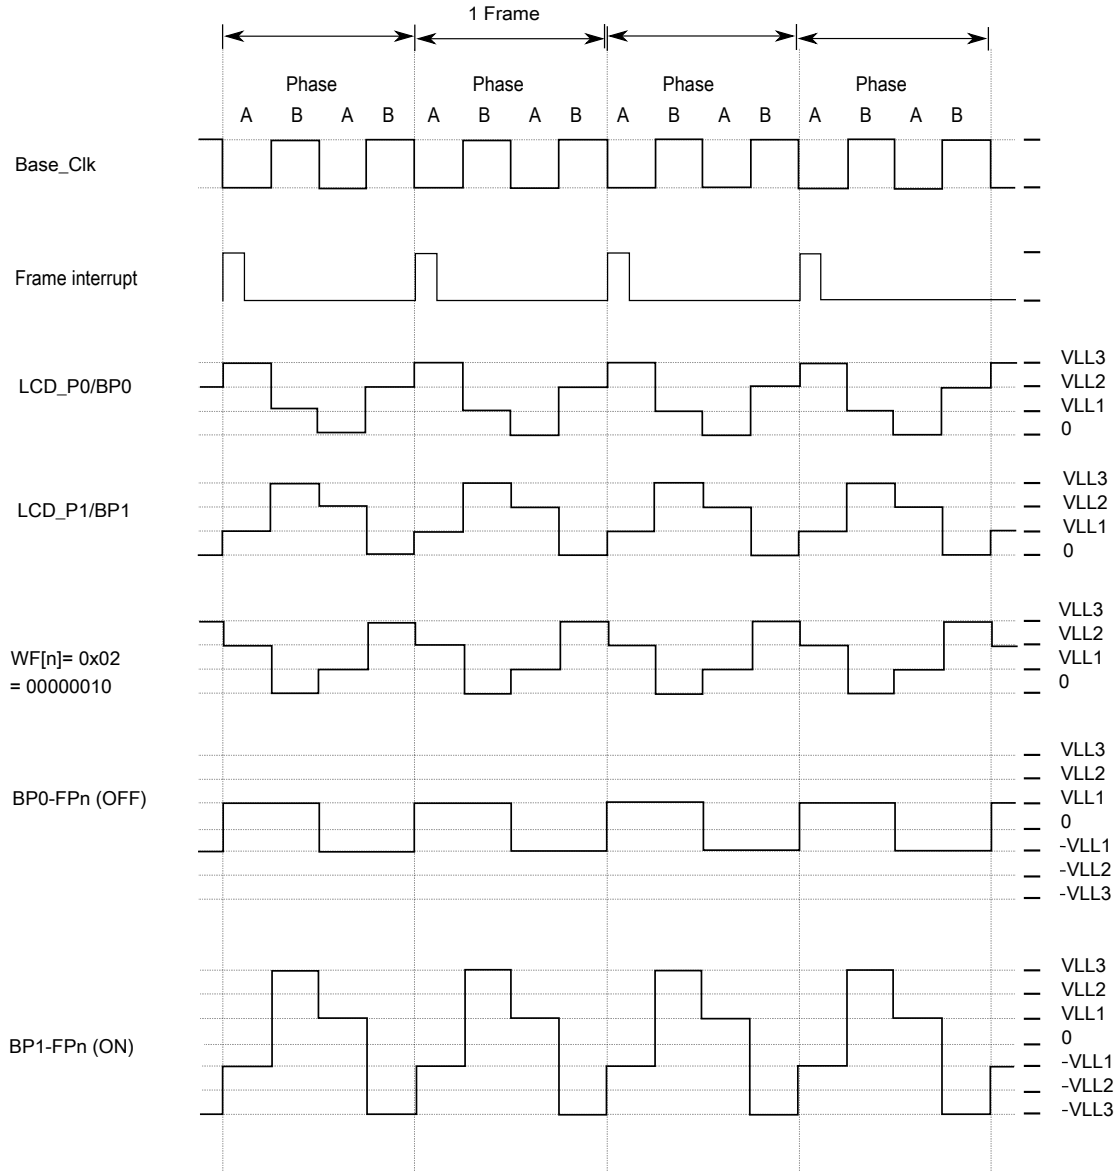 1 Frame
Phase Phase Phase Phase
A B A B A B A B A B A B A B A B
Base_Clk
Frame interrupt
VLL3
LCD_P0/BP0 VLL2
VLL1
0
VLL3
LCD_P1/BP1 VLL2
VLL1
0
VLL3
VLL2
WF[n]= 0x02 VLL1
= 00000010 0
VLL3
VLL2
BP0-FPn (OFF) VLL1
0
-VLL1
-VLL2
-VLL3
VLL3
VLL2
VLL1
BP1-FPn (ON) 0
-VLL1
-VLL2
-VLL3